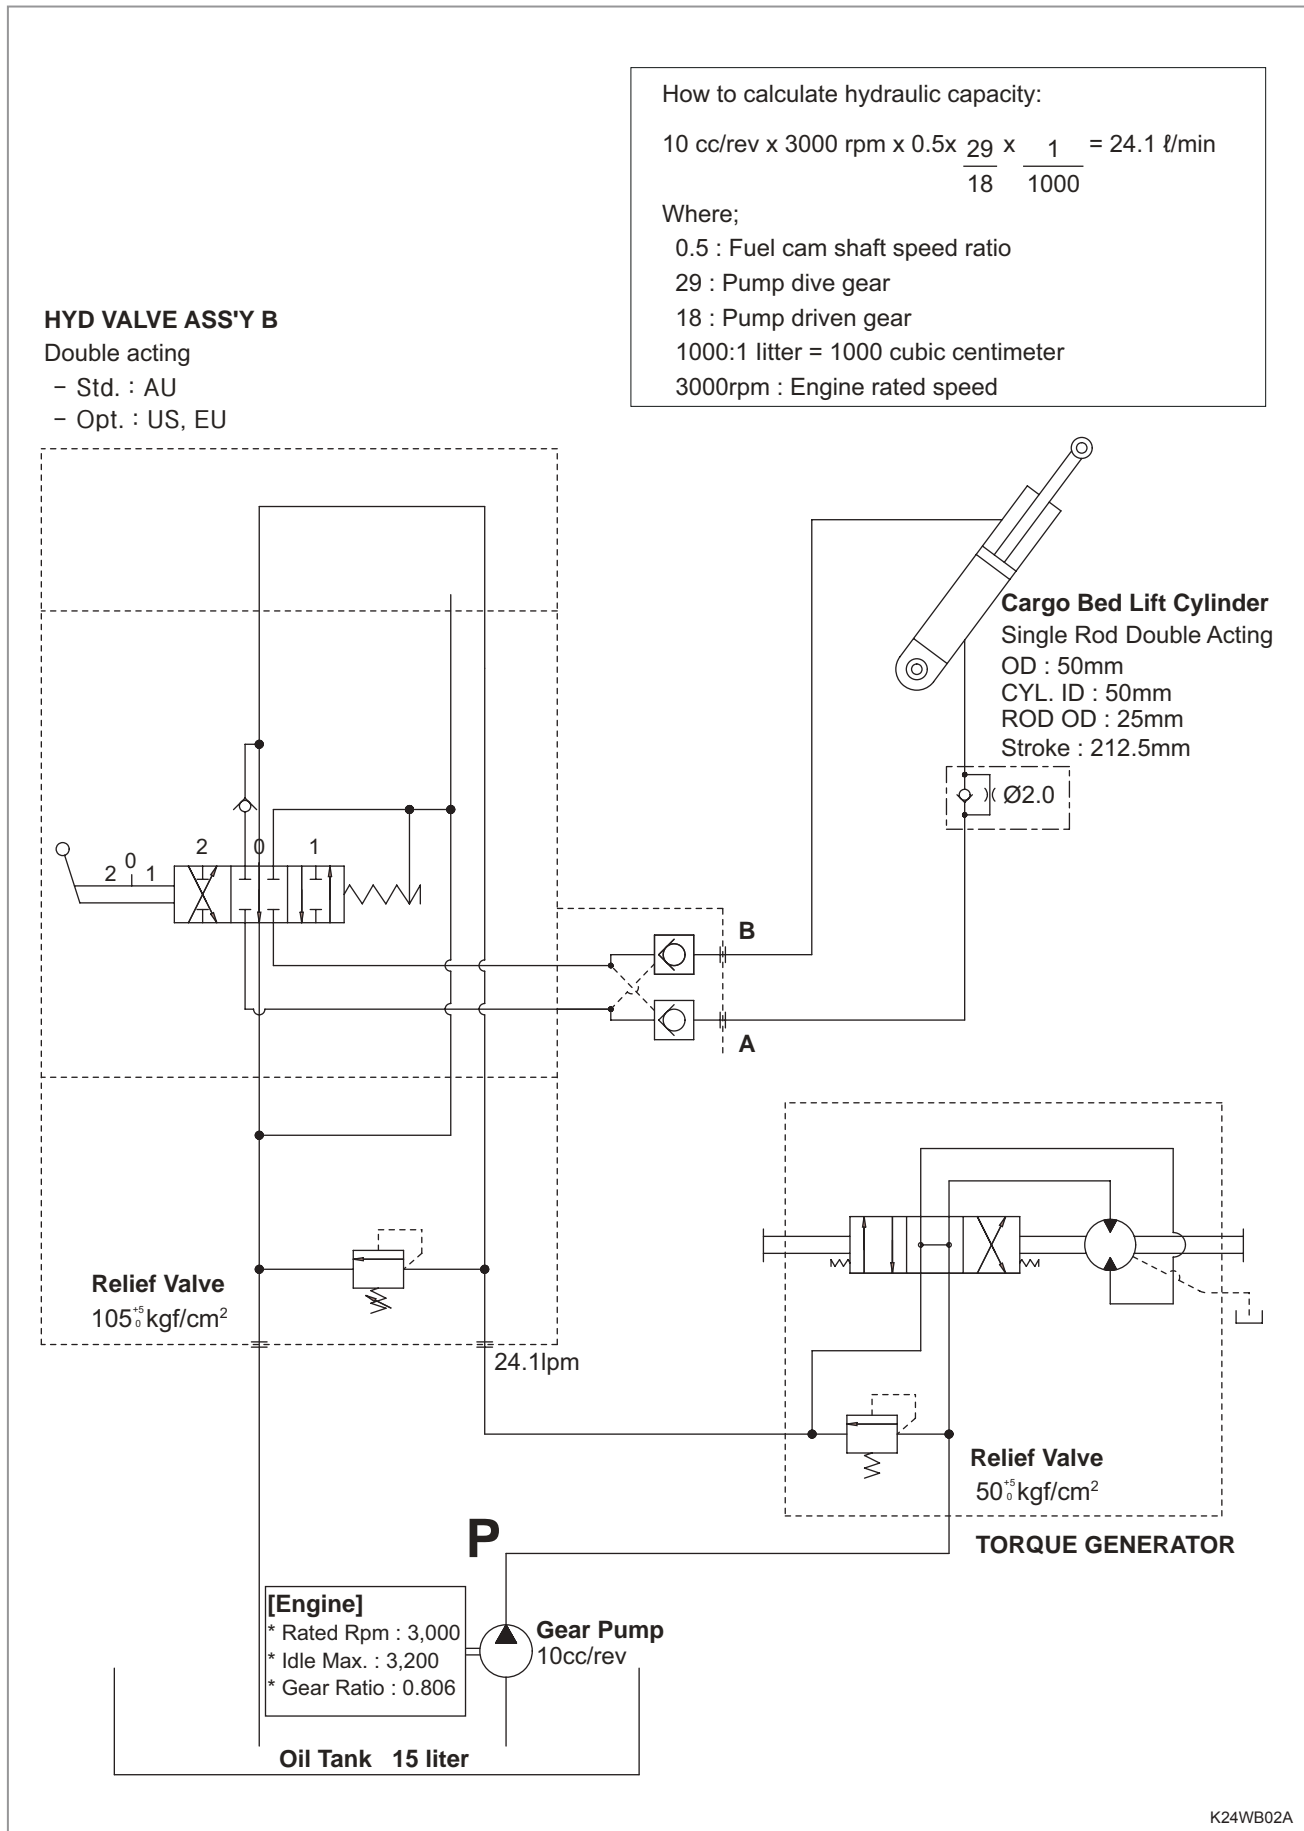 How to calculate hydraulic capacity:
10 cc/rev x 3000 rpm x 0.5x 29/18 x 1/1000 = 24.1 ℓ/min
Where;
0.5 : Fuel cam shaft speed ratio
29 : Pump dive gear
18 : Pump driven gear
1000:1 litter = 1000 cubic centimeter
3000rpm : Engine rated speed
HYD VALVE ASS'Y B
Double acting
– Std. : AU
– Opt. : US, EU
Cargo Bed Lift Cylinder
Single Rod Double Acting
OD : 50mm
CYL. ID : 50mm
ROD OD : 25mm
Stroke : 212.5mm
Ø2.0
2 0 1
2 0 1
B
A
Relief Valve
105 +5 0 kgf/cm²
24.1lpm
Relief Valve
50 +5 0 kgf/cm²
TORQUE GENERATOR
P
[Engine]
* Rated Rpm : 3,000
* Idle Max. : 3,200
* Gear Ratio : 0.806
Gear Pump
10cc/rev
Oil Tank 15 liter
K24WB02A